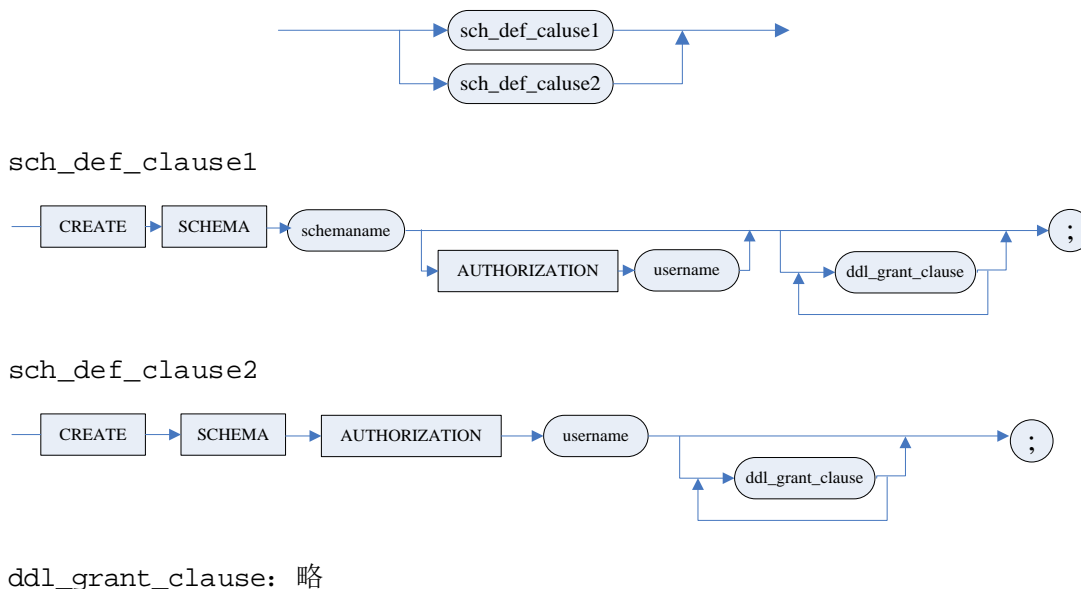 sch_def_caluse1
sch_def_caluse2
sch_def_clause1
CREATE SCHEMA schemaname ;
AUTHORIZATION username ddl_grant_clause
sch_def_clause2
CREATE SCHEMA AUTHORIZATION username ;
ddl_grant_clause
ddl_grant_clause: 略